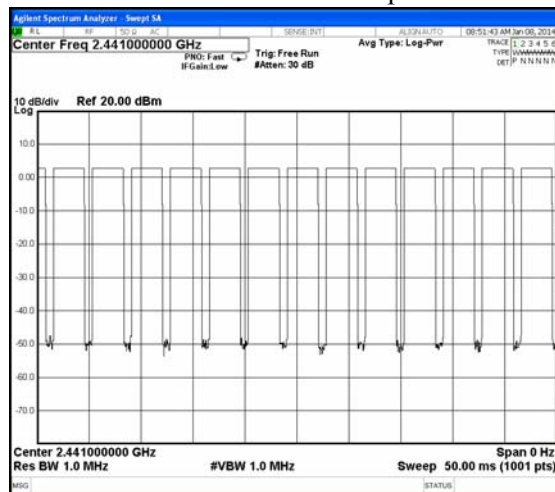 Agilent Spectrum Analyzer - Swept SA
RL RF 50 Ω AC SENSE:INT ALIGN AUTO 08:51:43 AM Jan 08, 2014
Center Freq 2.441000000 GHz
PNO: Fast
IFGain:Low
Trig: Free Run
#Atten: 30 dB
Avg Type: Log-Pwr
TRACE 1 2 3 4 5 6
TYPE
DET P N N N N N
10 dB/div Ref 20.00 dBm
Log
10.0
0.00
-10.0
-20.0
-30.0
-40.0
-50.0
-60.0
-70.0
Center 2.441000000 GHz Span 0 Hz
Res BW 1.0 MHz #VBW 1.0 MHz Sweep 50.00 ms (1001 pts)
MSG STATUS